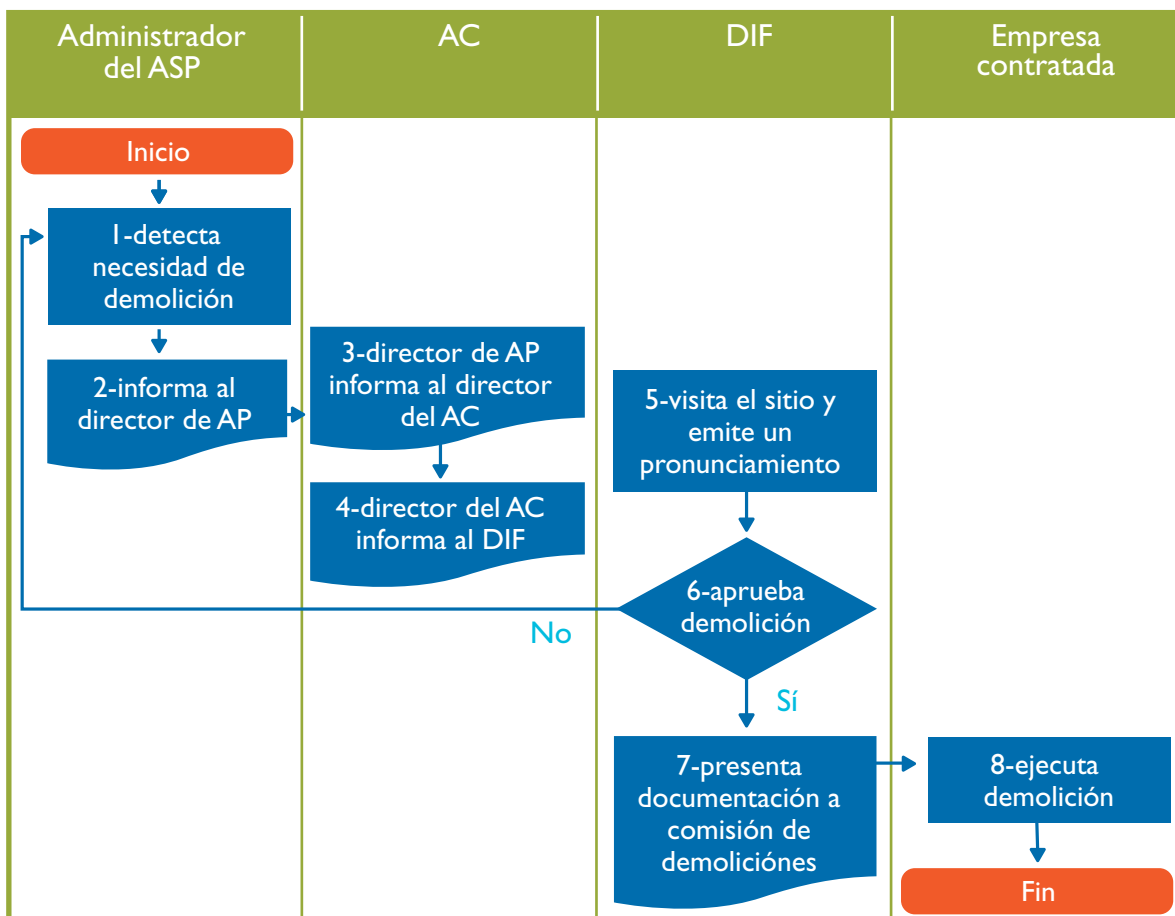 Administrador
del ASP
AC
DIF
Empresa
contratada
Inicio
1-detecta
necesidad de
demolición
2-informa al
director de AP
3-director de AP
informa al director
del AC
4-director del AC
informa al DIF
5-visita el sitio y
emite un
pronunciamiento
6-aprueba
demolición
No
Sí
7-presenta
documentación a
comisión de
demoliciónes
8-ejecuta
demolición
Fin